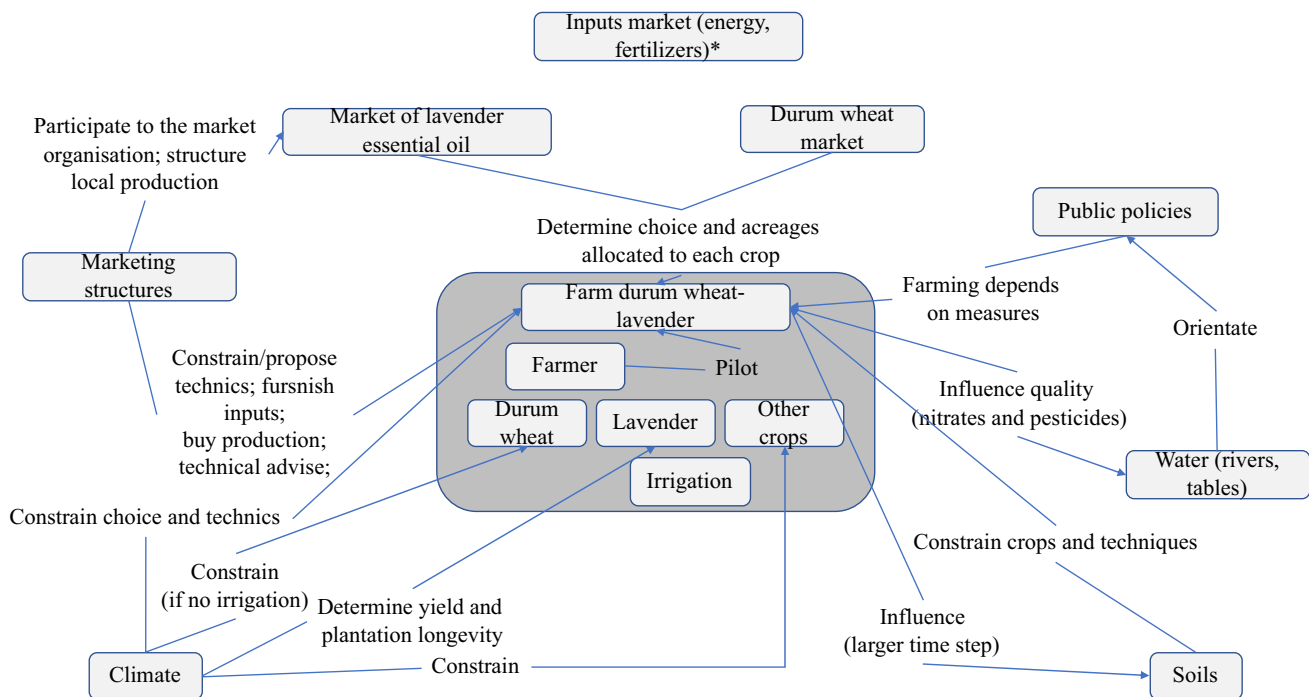 Inputs market (energy,
fertilizers)*
Participate to the market
organisation; structure
local production
Market of lavender
essential oil
Durum wheat
market
Public policies
Determine choice and acreages
allocated to each crop
Marketing
structures
Farm durum wheat-
lavender
Farming depends
on measures
Orientate
Constrain/propose
technics; fursnish
inputs;
buy production;
technical advise;
Farmer
Pilot
Influence quality
(nitrates and pesticides)
Durum
wheat
Lavender
Other
crops
Water (rivers,
tables)
Irrigation
Constrain choice and technics
Constrain crops and techniques
Constrain
(if no irrigation)
Determine yield and
plantation longevity
Influence
(larger time step)
Climate
Constrain
Soils